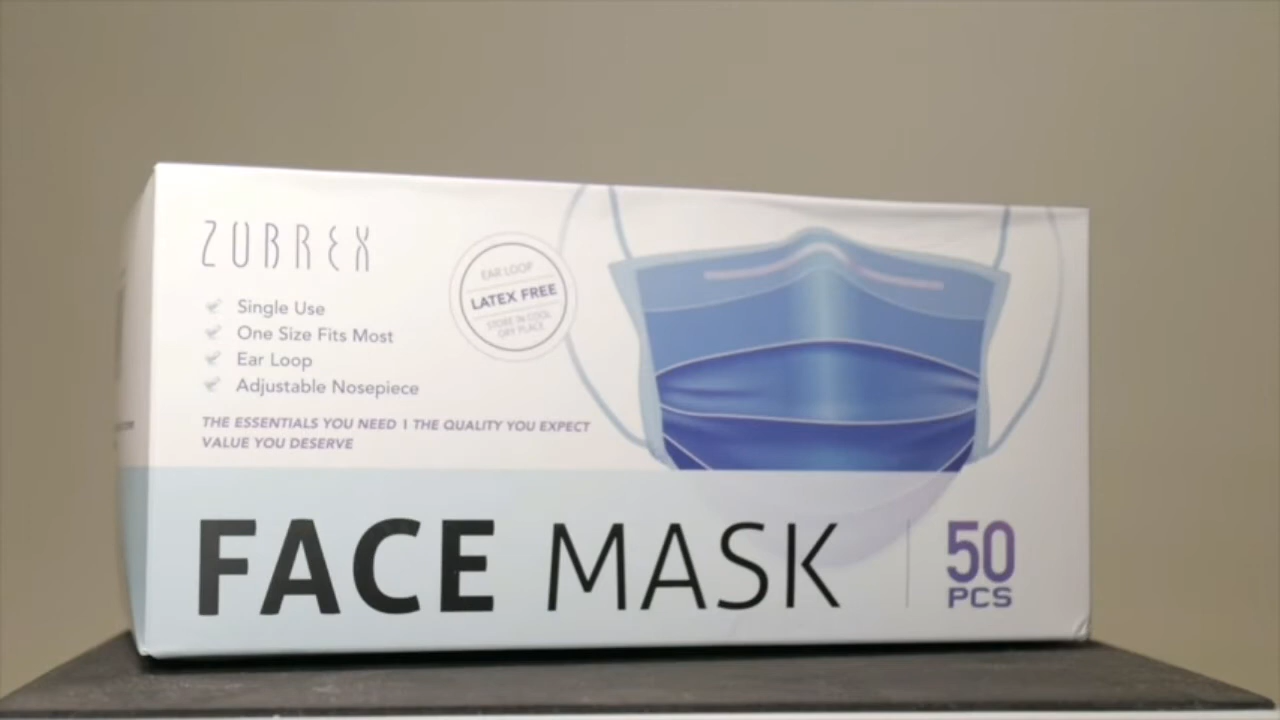 ZUBREX
Single Use
One Size Fits Most
Ear Loop
Adjustable Nosepiece
THE ESSENTIALS YOU NEED I THE QUALITY YOU EXPECT
VALUE YOU DESERVE
EAR LOOP
LATEX FREE
STORE IN COOL
DRY PLACE
FACE MASK
50
PCS